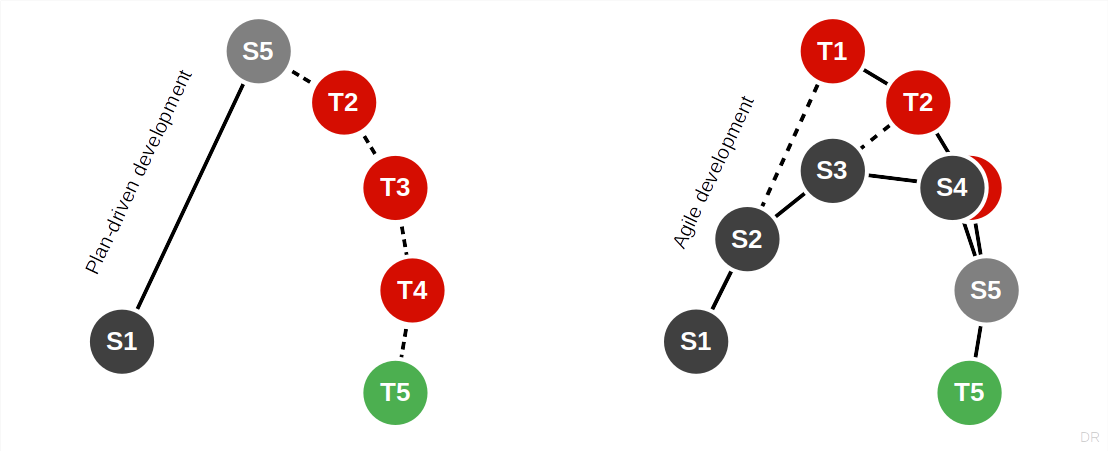 S5
T2
T3
T4
T5
S1
Plan-driven development
T1
T2
S3
S4
S2
S5
S1
T5
Agile development
DR